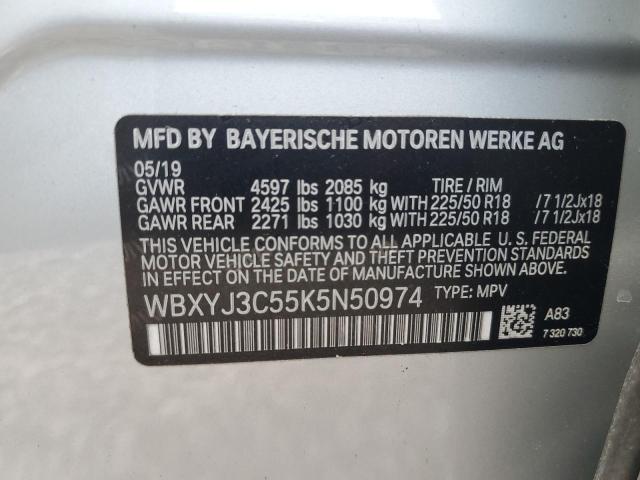 MFD BY BAYERISCHE MOTOREN WERKE AG
05/19
GVWR 4597 lbs 2085 kg TIRE / RIM
GAWR FRONT 2425 lbs 1100 kg WITH 225/50 R18 /7 1/2Jx18
GAWR REAR 2271 lbs 1030 kg WITH 225/50 R18 /7 1/2Jx18
THIS VEHICLE CONFORMS TO ALL APPLICABLE U. S. FEDERAL
MOTOR VEHICLE SAFETY AND THEFT PREVENTION STANDARDS
IN EFFECT ON THE DATE OF MANUFACTURE SHOWN ABOVE.
WBXYJ3C55K5N50974 TYPE: MPV
A83
7 320 730